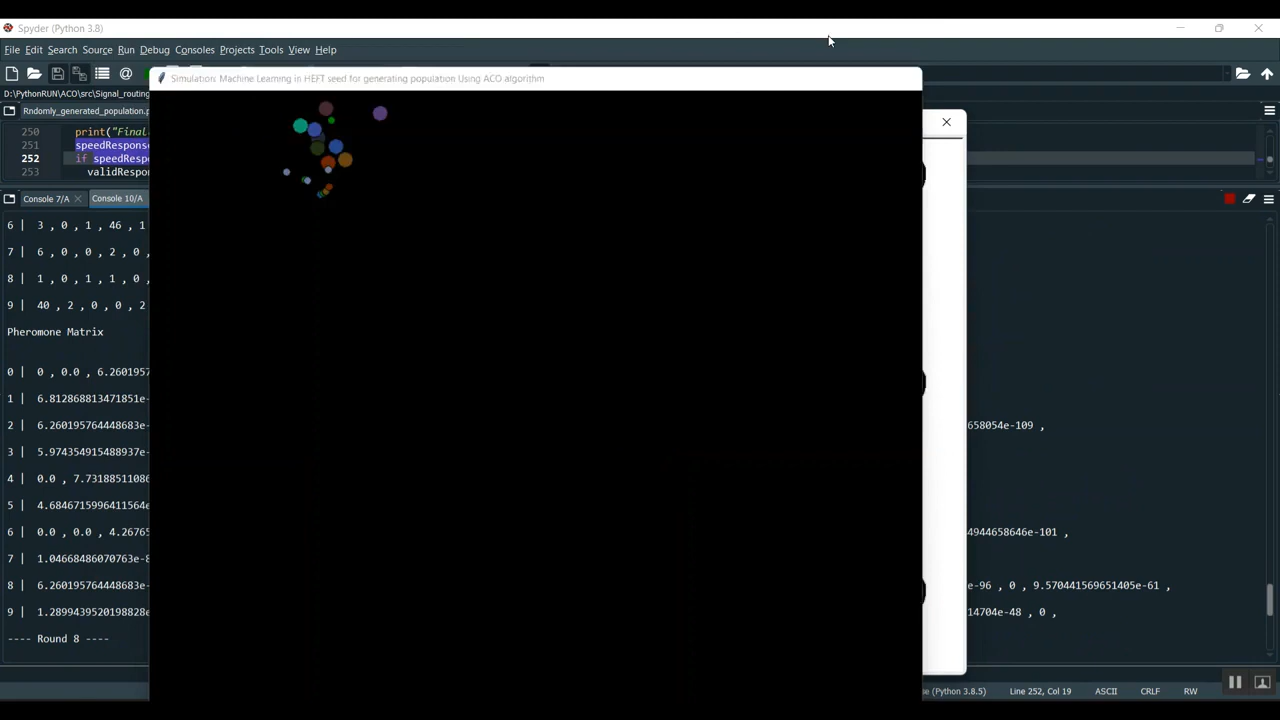 Spyder (Python 3.8)
File Edit Search Source Run Debug Consoles Projects Tools View Help
Simulation: Machine Learning in HEFT seed for generating population Using ACO algorithm
D:\PythonRUN\ACO\src\Signal_routing
Rndomly_generated_population.p
250 print("Final
251 speedRespons
252 if speedResp
253 validRespon
Console 7/A Console 10/A
6 | 3 , 0 , 1 , 46 , 1
7 | 6 , 0 , 0 , 2 , 0 ,
8 | 1 , 0 , 1 , 1 , 0 ,
9 | 40 , 2 , 0 , 0 , 2
Pheromone Matrix
0 | 0 , 0.0 , 6.2601957
1 | 6.812868813471851e-
2 | 6.260195764448683e- 658054e-109 ,
3 | 5.974354915488937e-
4 | 0.0 , 7.73188511086
5 | 4.6846715996411564e
6 | 0.0 , 0.0 , 4.26765 4944658646e-101 ,
7 | 1.04668486070763e-8
8 | 6.260195764448683e- e-96 , 0 , 9.570441569651405e-61 ,
9 | 1.2899439520198828e 14704e-48 , 0 ,
---- Round 8 ----
se (Python 3.8.5) Line 252, Col 19 ASCII CRLF RW